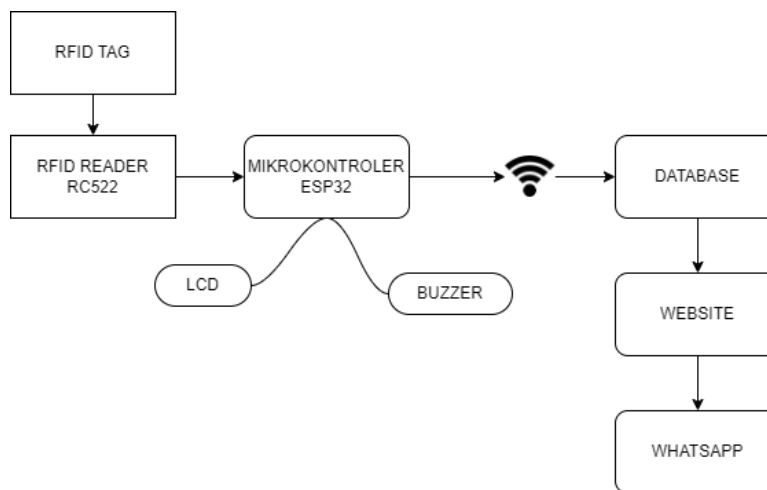 RFID TAG
RFID READER
RC522
MIKROKONTROLER
ESP32
DATABASE
LCD
BUZZER
WEBSITE
WHATSAPP